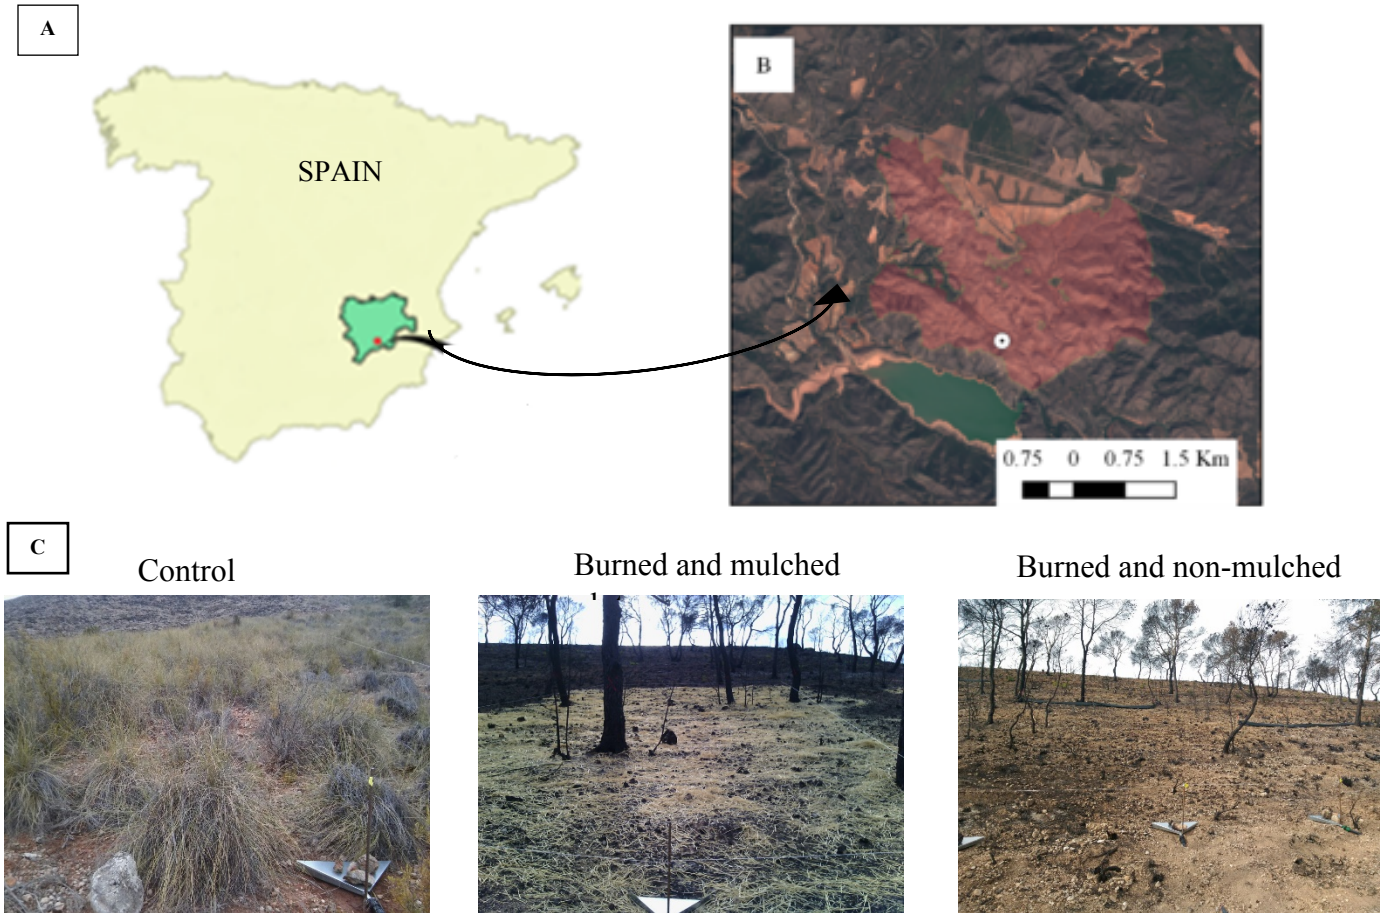 A
SPAIN
B
0.75 0 0.75 1.5 Km
C
Control
Burned and mulched
Burned and non-mulched